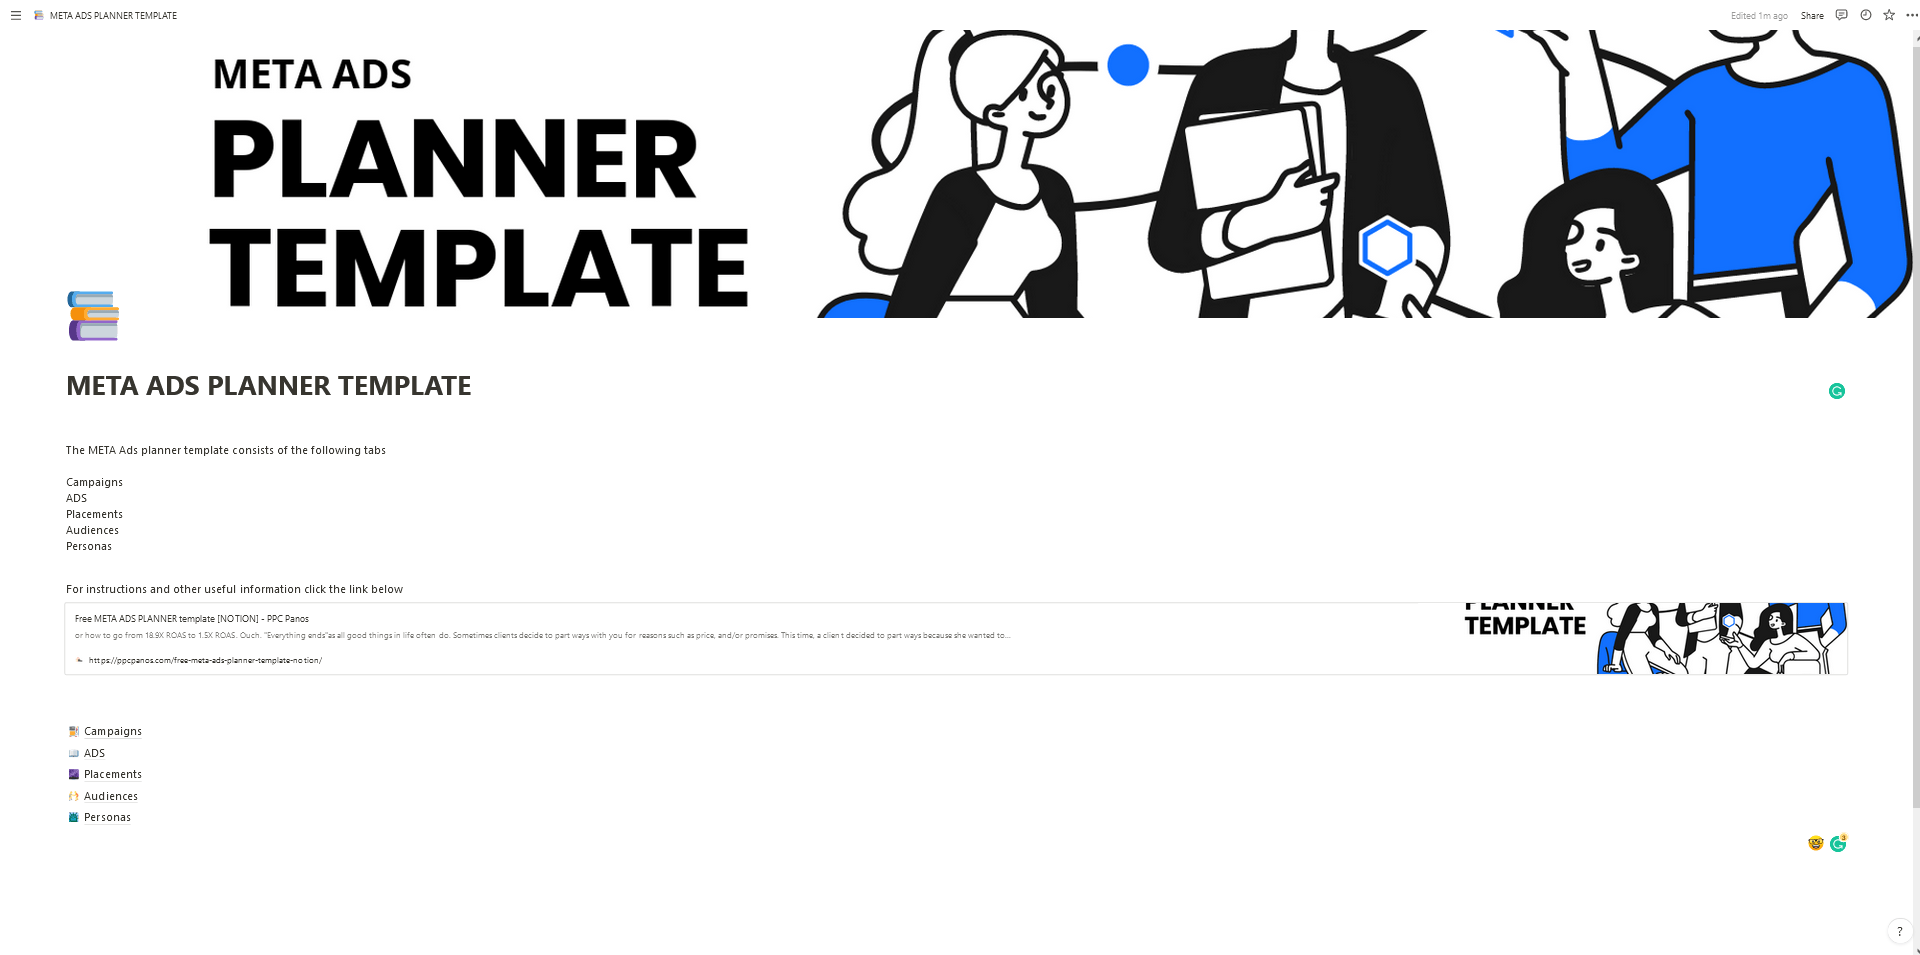 META ADS PLANNER TEMPLATE
Edited 1m ago
Share
META ADS
PLANNER
TEMPLATE
META ADS PLANNER TEMPLATE
The META Ads planner template consists of the following tabs
Campaigns
ADS
Placements
Audiences
Personas
For instructions and other useful information click the link below
Free META ADS PLANNER template [NOTION] - PPC Panos
or how to go from 18.9X ROAS to 1.5X ROAS. Ouch. "Everything ends"as all good things in life often do. Sometimes clients decide to part ways with you for reasons such as price, and/or promises. This time, a client decided to part ways because she wanted to...
https://ppcpanos.com/free-meta-ads-planner-template-notion/
PLANNER
TEMPLATE
Campaigns
ADS
Placements
Audiences
Personas
3
?